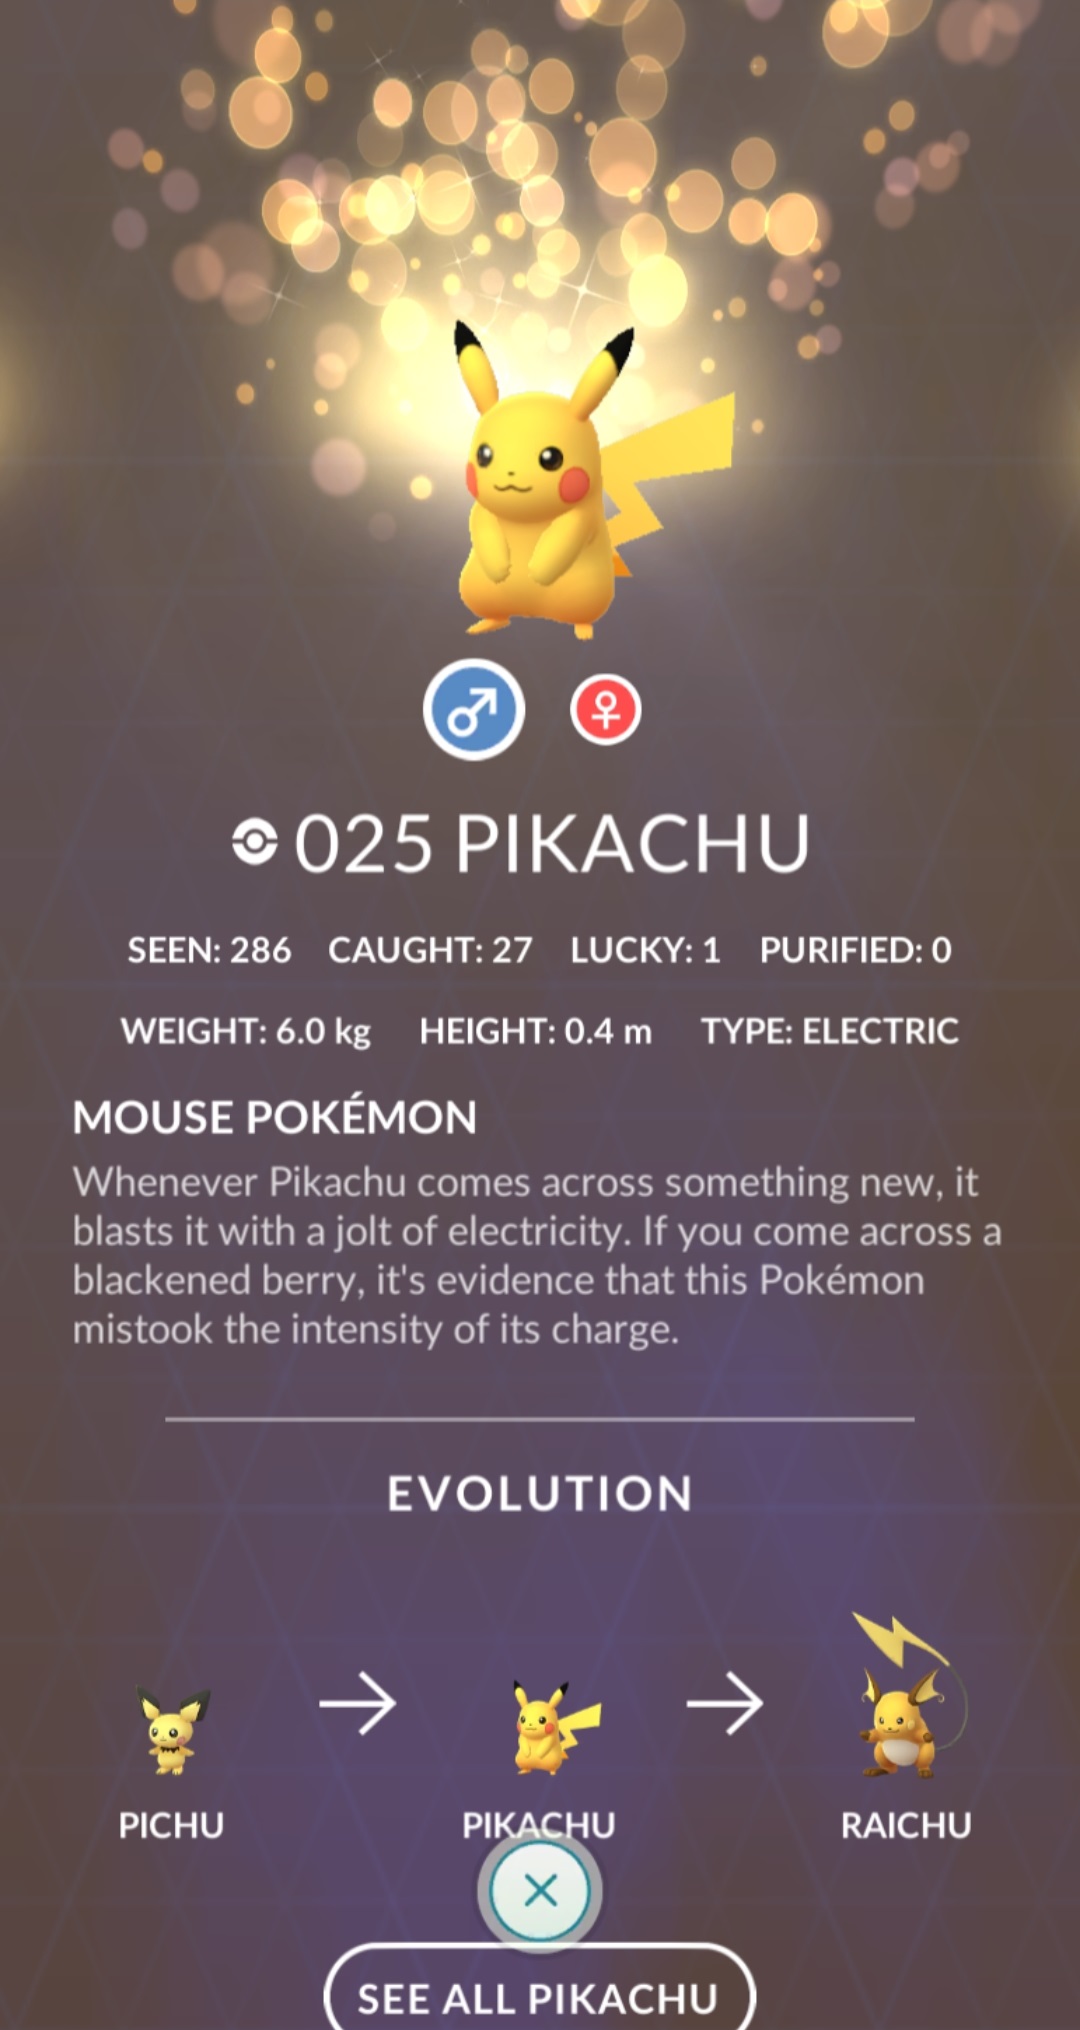 025 PIKACHU
SEEN: 286 CAUGHT: 27 LUCKY: 1 PURIFIED: 0
WEIGHT: 6.0 kg HEIGHT: 0.4 m TYPE: ELECTRIC
MOUSE POKÉMON
Whenever Pikachu comes across something new, it
blasts it with a jolt of electricity. If you come across a
blackened berry, it's evidence that this Pokémon
mistook the intensity of its charge.
EVOLUTION
PICHU PIKACHU RAICHU
SEE ALL PIKACHU